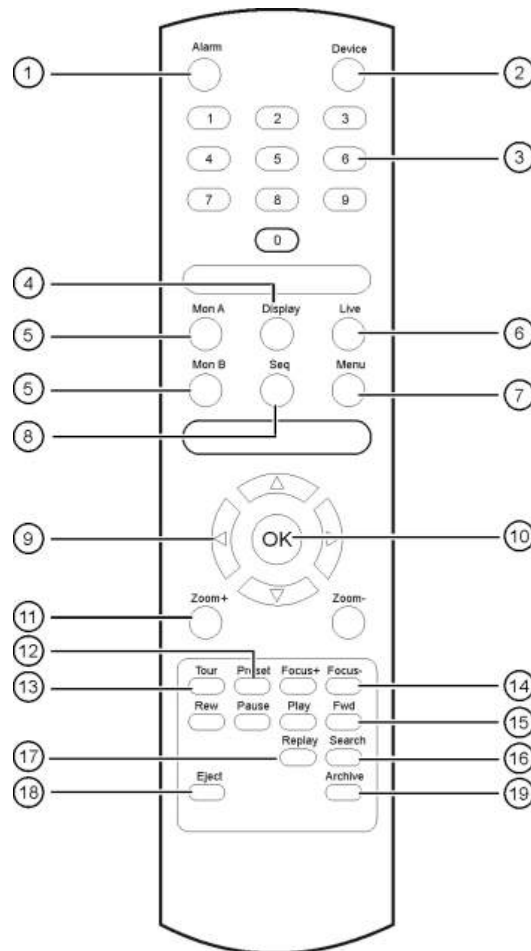 Alarm Device
1 2
1 2 3
4 5 6 3
7 8 9
0
4
Mon A Display Live
5 6
Mon B Seq Menu
5 7
8
9 OK 10
Zoom+ Zoom-
11
12
Tour Preset Focus+ Focus-
13 14
Rew Pause Play Fwd
15
Replay Search
17 16
Eject Archive
18 19